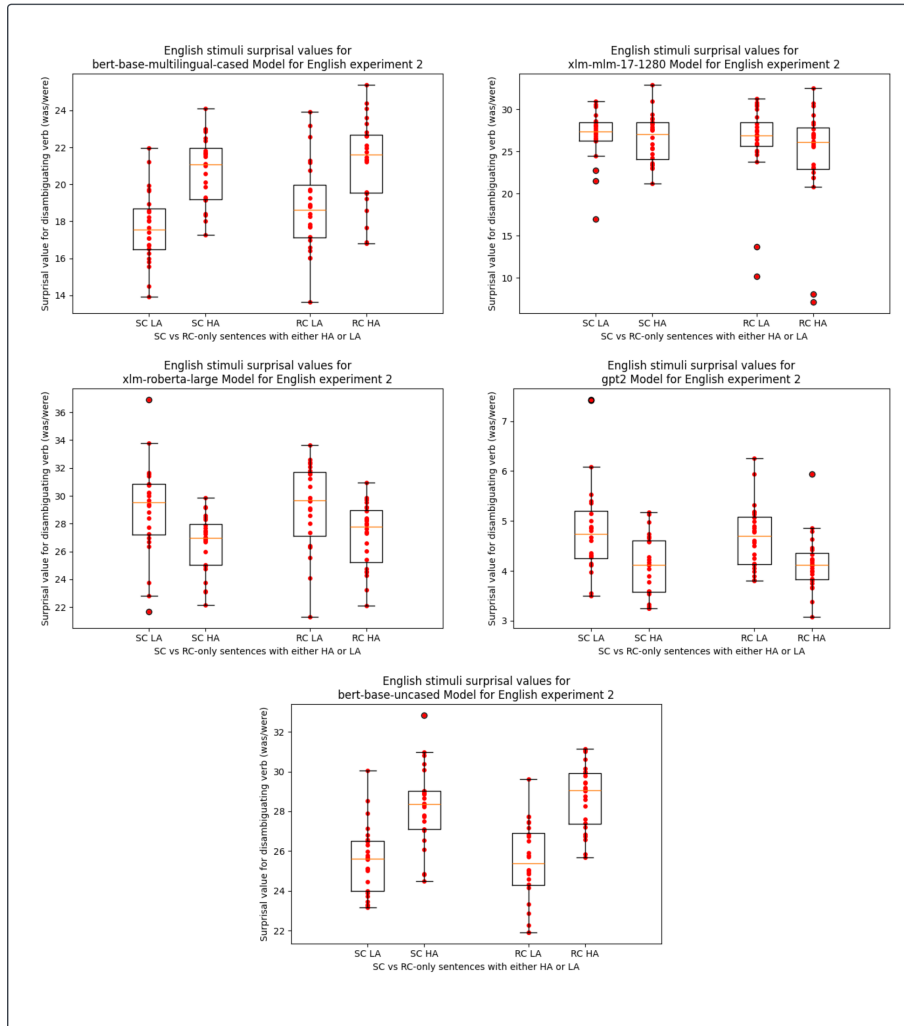 English stimuli surprisal values for
bert-base-multilingual-cased Model for English experiment 2
Surprisal value for disambiguating verb (was/were)
24
22
20
18
16
14
SC LA
SC HA
RC LA
RC HA
SC vs RC-only sentences with either HA or LA
English stimuli surprisal values for
xlm-mlm-17-1280 Model for English experiment 2
Surprisal value for disambiguating verb (was/were)
30
25
20
15
10
SC LA
SC HA
RC LA
RC HA
SC vs RC-only sentences with either HA or LA
English stimuli surprisal values for
xlm-roberta-large Model for English experiment 2
Surprisal value for disambiguating verb (was/were)
36
34
32
30
28
26
24
22
SC LA
SC HA
RC LA
RC HA
SC vs RC-only sentences with either HA or LA
English stimuli surprisal values for
gpt2 Model for English experiment 2
Surprisal value for disambiguating verb (was/were)
7
6
5
4
3
SC LA
SC HA
RC LA
RC HA
SC vs RC-only sentences with either HA or LA
English stimuli surprisal values for
bert-base-uncased Model for English experiment 2
Surprisal value for disambiguating verb (was/were)
32
30
28
26
24
22
SC LA
SC HA
RC LA
RC HA
SC vs RC-only sentences with either HA or LA